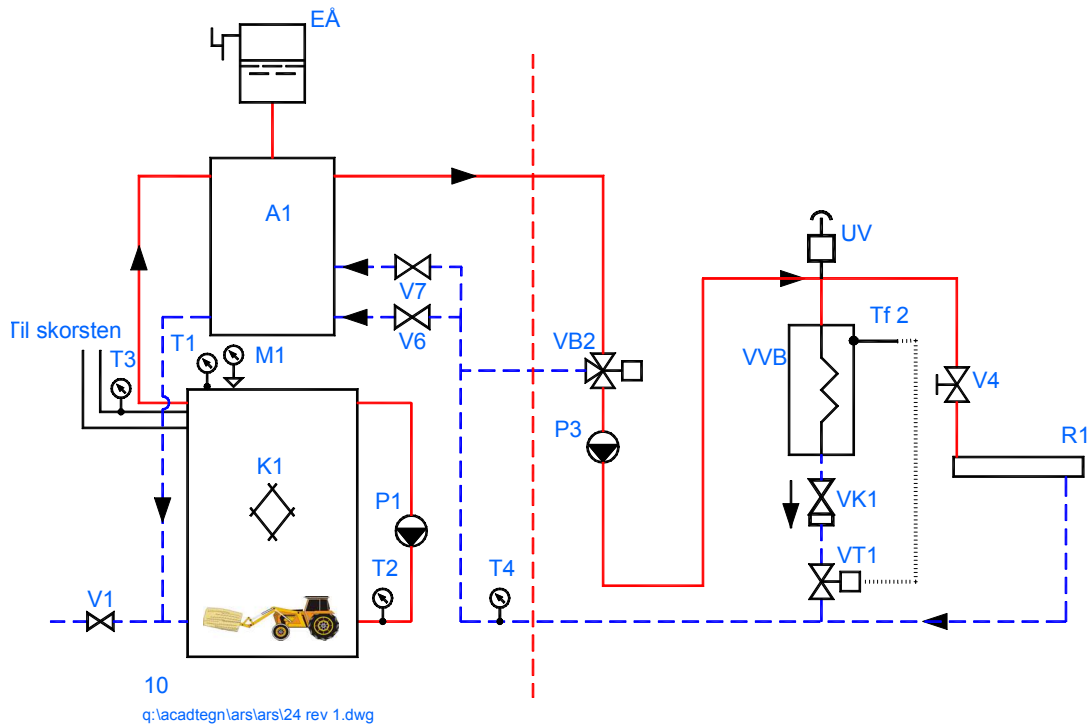 EÅ
A1
UV
V7
Til skorsten
T1
V6
Tf 2
T3
M1
VB2
VVB
V4
P3
R1
K1
P1
VK1
VT1
T2
T4
V1
10
q:\acadtegn\ars\ars\24 rev 1.dwg